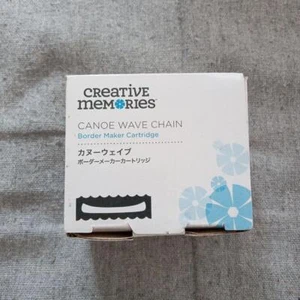 CREATIVE
MEMORIES
CANOE WAVE CHAIN
Border Maker Cartridge
カヌーウェイブ
ボーダーメーカーカートリッジ